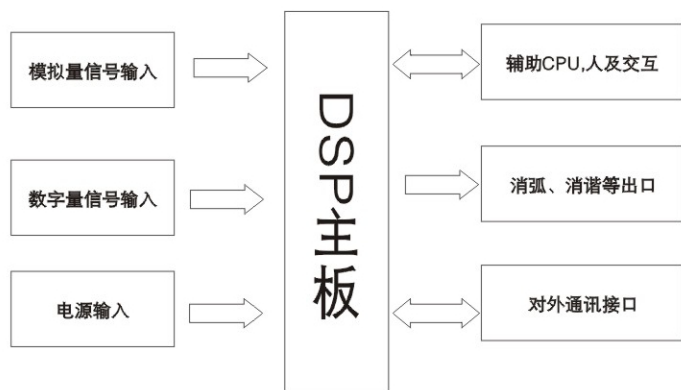 模拟量信号输入
数字量信号输入
电源输入
DSP主板
辅助CPU,人及交互
消弧、消谐等出口
对外通讯接口